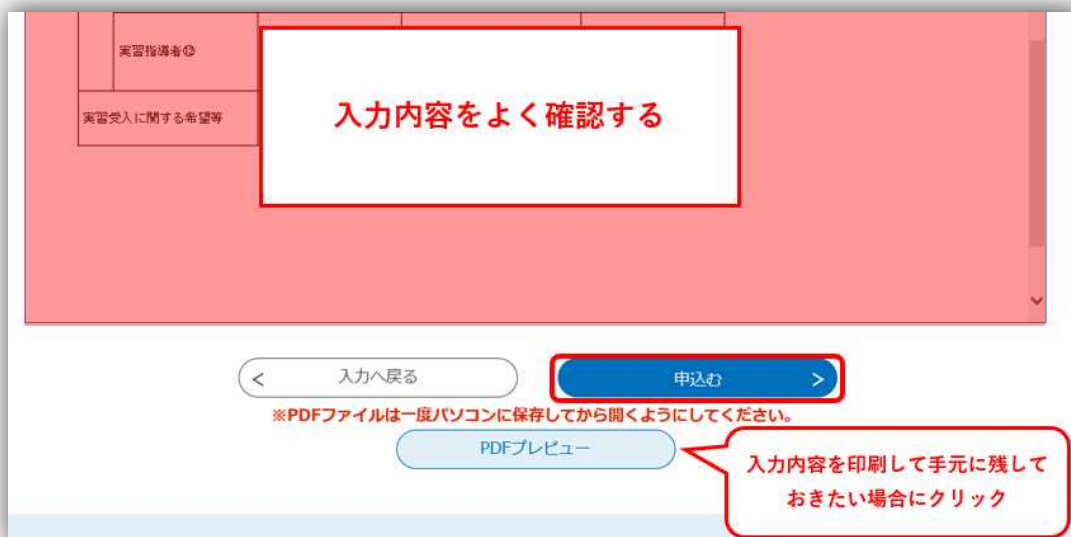 実習指導者⑬
実習受入に関する希望等
入力内容をよく確認する
< 入力へ戻る
申込む >
※PDFファイルは一度パソコンに保存してから開くようにしてください。
PDFプレビュー
入力内容を印刷して手元に残して
おきたい場合にクリック